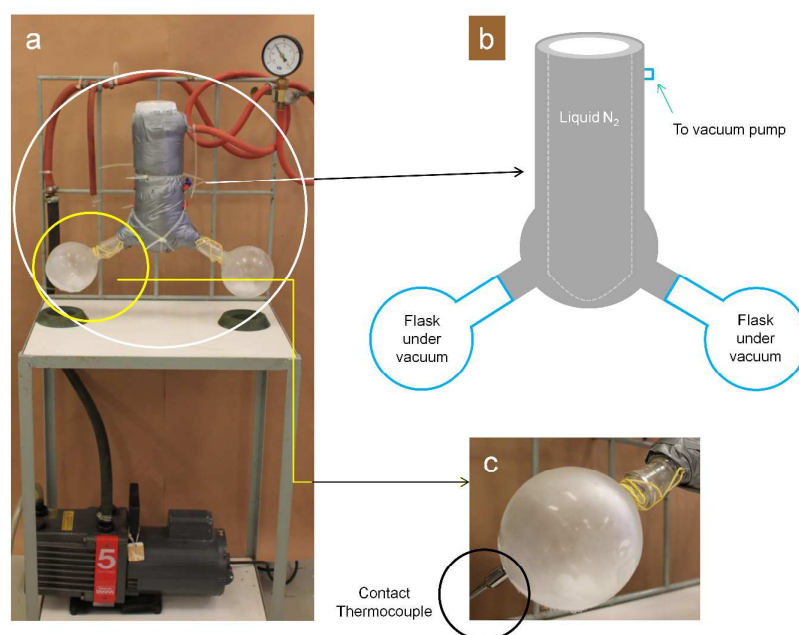 a
b
Liquid N₂
To vacuum pump
Flask
under
vacuum
Flask
under
vacuum
c
Contact
Thermocouple
5